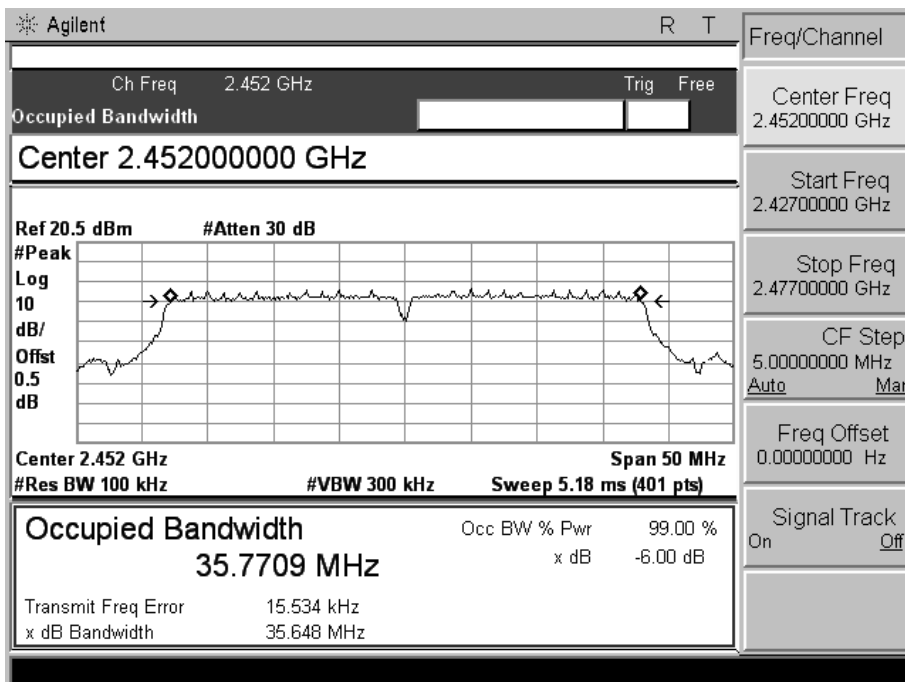 Agilent R T
Ch Freq 2.452 GHz Trig Free
Occupied Bandwidth
Center 2.452000000 GHz
Ref 20.5 dBm #Atten 30 dB
#Peak
Log
10
dB/
Offst
0.5
dB
Center 2.452 GHz Span 50 MHz
#Res BW 100 kHz #VBW 300 kHz Sweep 5.18 ms (401 pts)
Occupied Bandwidth
35.7709 MHz
Occ BW % Pwr 99.00 %
x dB -6.00 dB
Transmit Freq Error 15.534 kHz
x dB Bandwidth 35.648 MHz
Freq/Channel
Center Freq
2.45200000 GHz
Start Freq
2.42700000 GHz
Stop Freq
2.47700000 GHz
CF Step
5.00000000 MHz
Auto Mar
Freq Offset
0.00000000 Hz
Signal Track
On Off